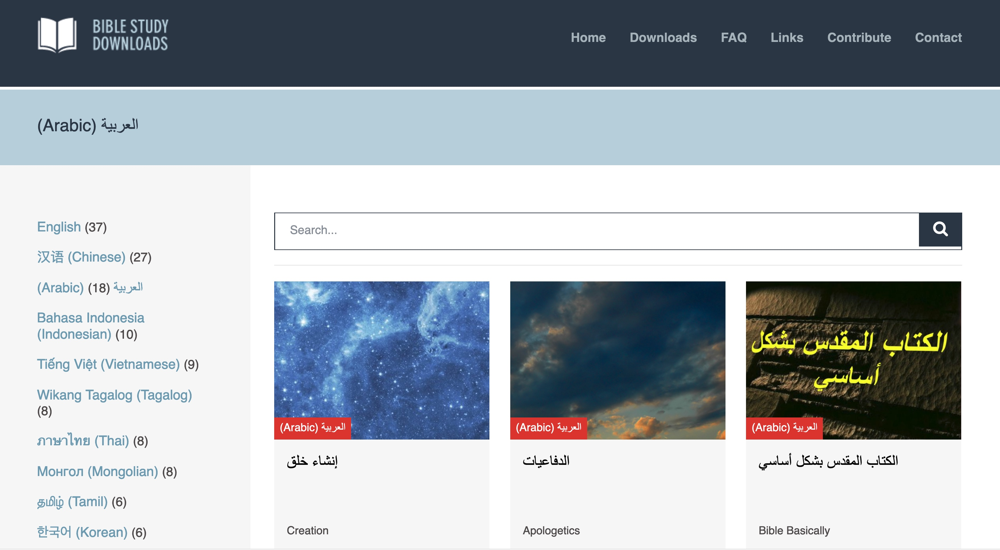 BIBLE STUDY
DOWNLOADS
Home
Downloads
FAQ
Links
Contribute
Contact
(Arabic) العربية
English (37)
汉语 (Chinese) (27)
(Arabic) (18) العربية
Bahasa Indonesia
(Indonesian) (10)
Tiếng Việt (Vietnamese) (9)
Wikang Tagalog (Tagalog)
(8)
ภาษาไทย (Thai) (8)
Монгол (Mongolian) (8)
தமிழ் (Tamil) (6)
한국어 (Korean) (6)
Search...
(Arabic) العربية
إنشاء خلق
Creation
(Arabic) العربية
الدفاعيات
Apologetics
الكتاب المقدس بشكل
أساسي
(Arabic) العربية
الكتاب المقدس بشكل أساسي
Bible Basically